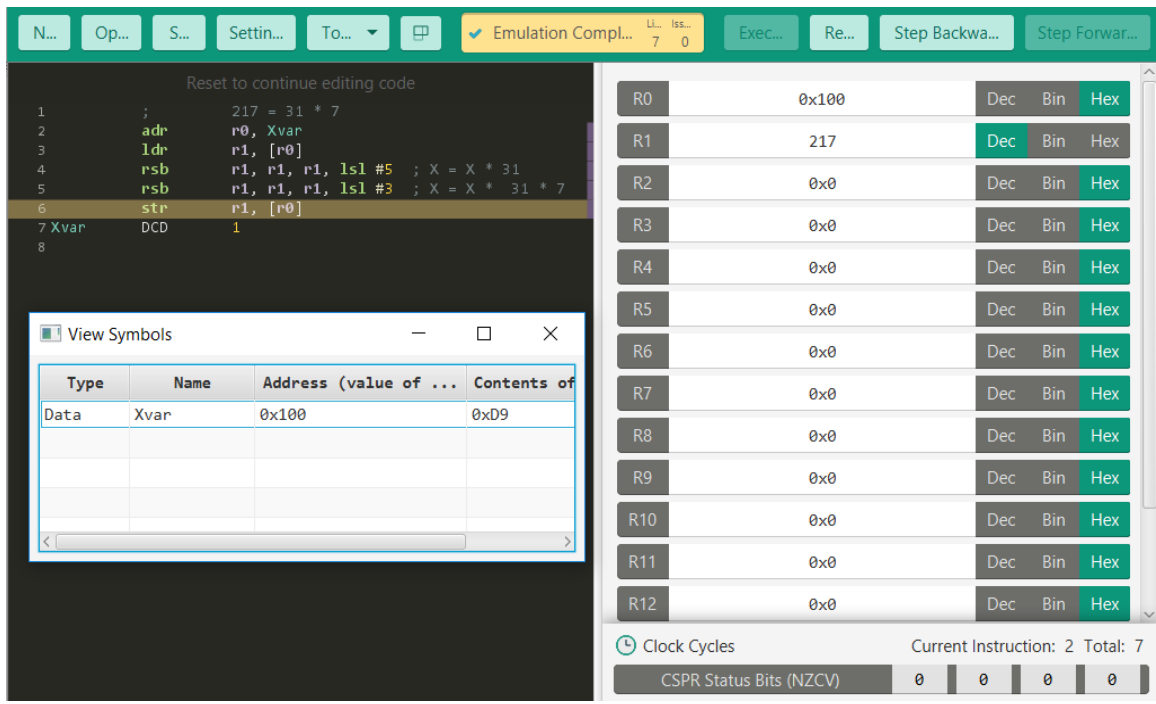 N... Op... S... Settin... To... Emulation Compl... Li... Iss... 7 0 Exec... Re... Step Backwa... Step Forwar...
Reset to continue editing code
1 ; 217 = 31 * 7
2 adr r0, Xvar
3 ldr r1, [r0]
4 rsb r1, r1, r1, lsl #5 ; X = X * 31
5 rsb r1, r1, r1, lsl #3 ; X = X * 31 * 7
6 str r1, [r0]
7 Xvar DCD 1
8
View Symbols
Type Name Address (value of ... Contents of
Data Xvar 0x100 0xD9
R0 0x100 Dec Bin Hex
R1 217 Dec Bin Hex
R2 0x0 Dec Bin Hex
R3 0x0 Dec Bin Hex
R4 0x0 Dec Bin Hex
R5 0x0 Dec Bin Hex
R6 0x0 Dec Bin Hex
R7 0x0 Dec Bin Hex
R8 0x0 Dec Bin Hex
R9 0x0 Dec Bin Hex
R10 0x0 Dec Bin Hex
R11 0x0 Dec Bin Hex
R12 0x0 Dec Bin Hex
Clock Cycles Current Instruction: 2 Total: 7
CSPR Status Bits (NZCV) 0 0 0 0